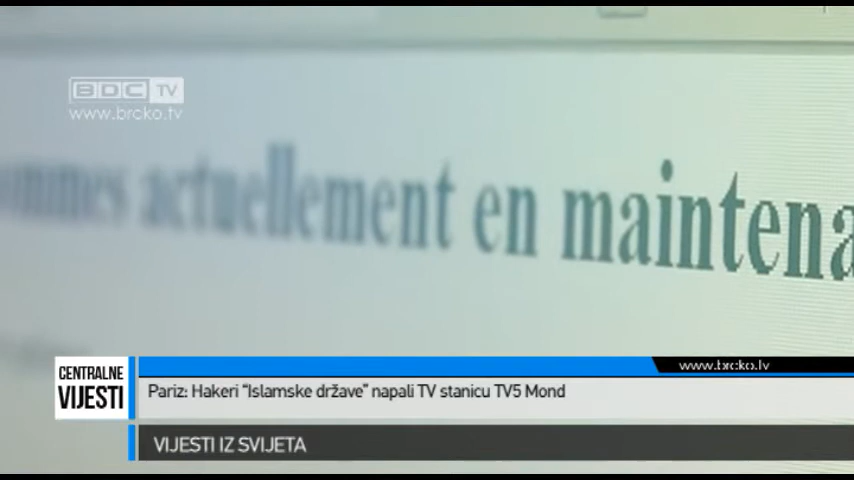 BDC TV
www.brcko.tv
actuellement en maintena
CENTRALNE
VIJESTI
www.brcko.tv
Pariz: Hakeri “Islamske države” napali TV stanicu TV5 Mond
VIJESTI IZ SVIJETA